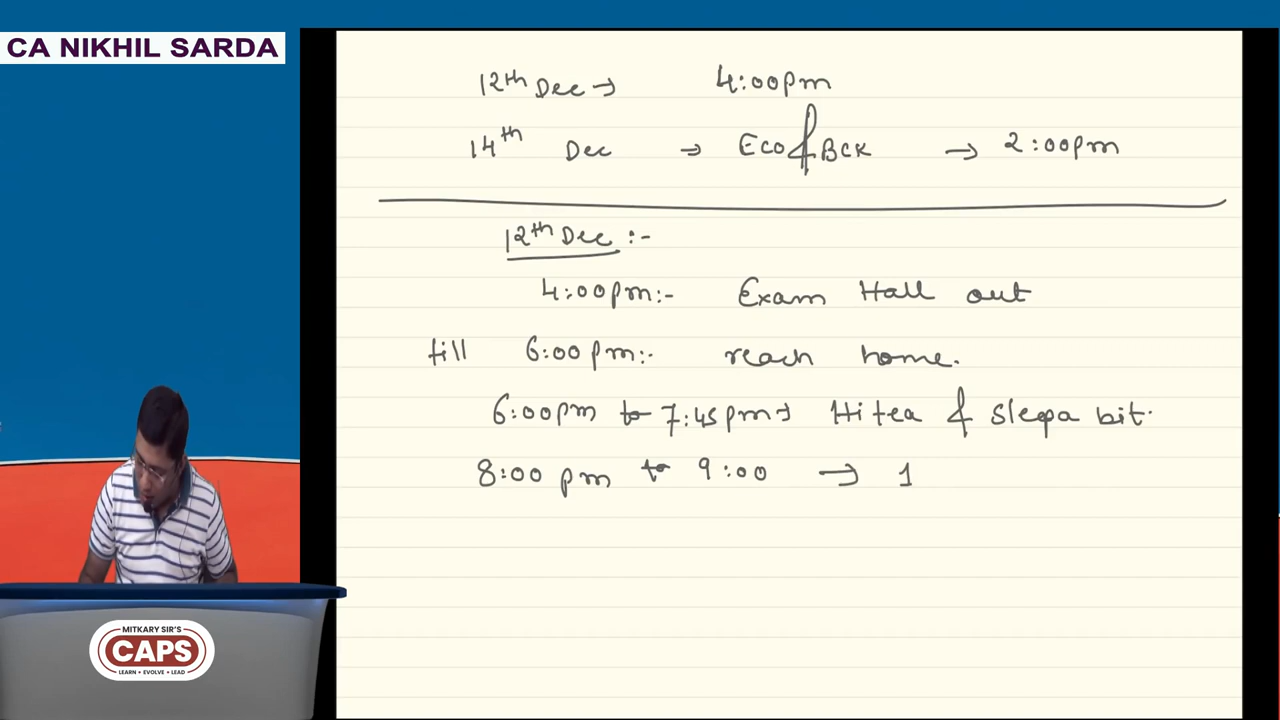 CA NIKHIL SARDA
12th Dec → 4:00pm
14th Dec → Eco & BCK → 2:00pm
12th Dec :-
4:00pm:- Exam Hall out
till 6:00pm:- reach home.
6:00pm to 7:45pm → Hi tea & Sleep a bit.
8:00 pm to 9:00 → 1
MITKARY SIR'S
CAPS
LEARN • EVOLVE • LEAD